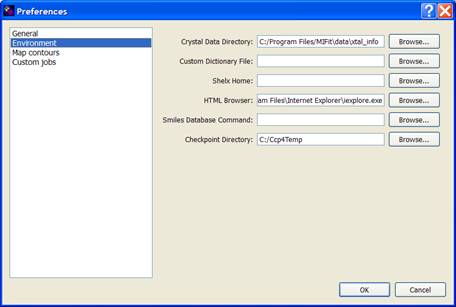 Preferences
General
Environment
Map contours
Custom jobs
Crystal Data Directory: C:/Program Files/MIFit\data\xtal_info Browse...
Custom Dictionary File: Browse...
Shelx Home: Browse...
HTML Browser: am Files\Internet Explorer\iexplore.exe Browse...
Smiles Database Command: Browse...
Checkpoint Directory: C:/Ccp4Temp Browse...
OK Cancel